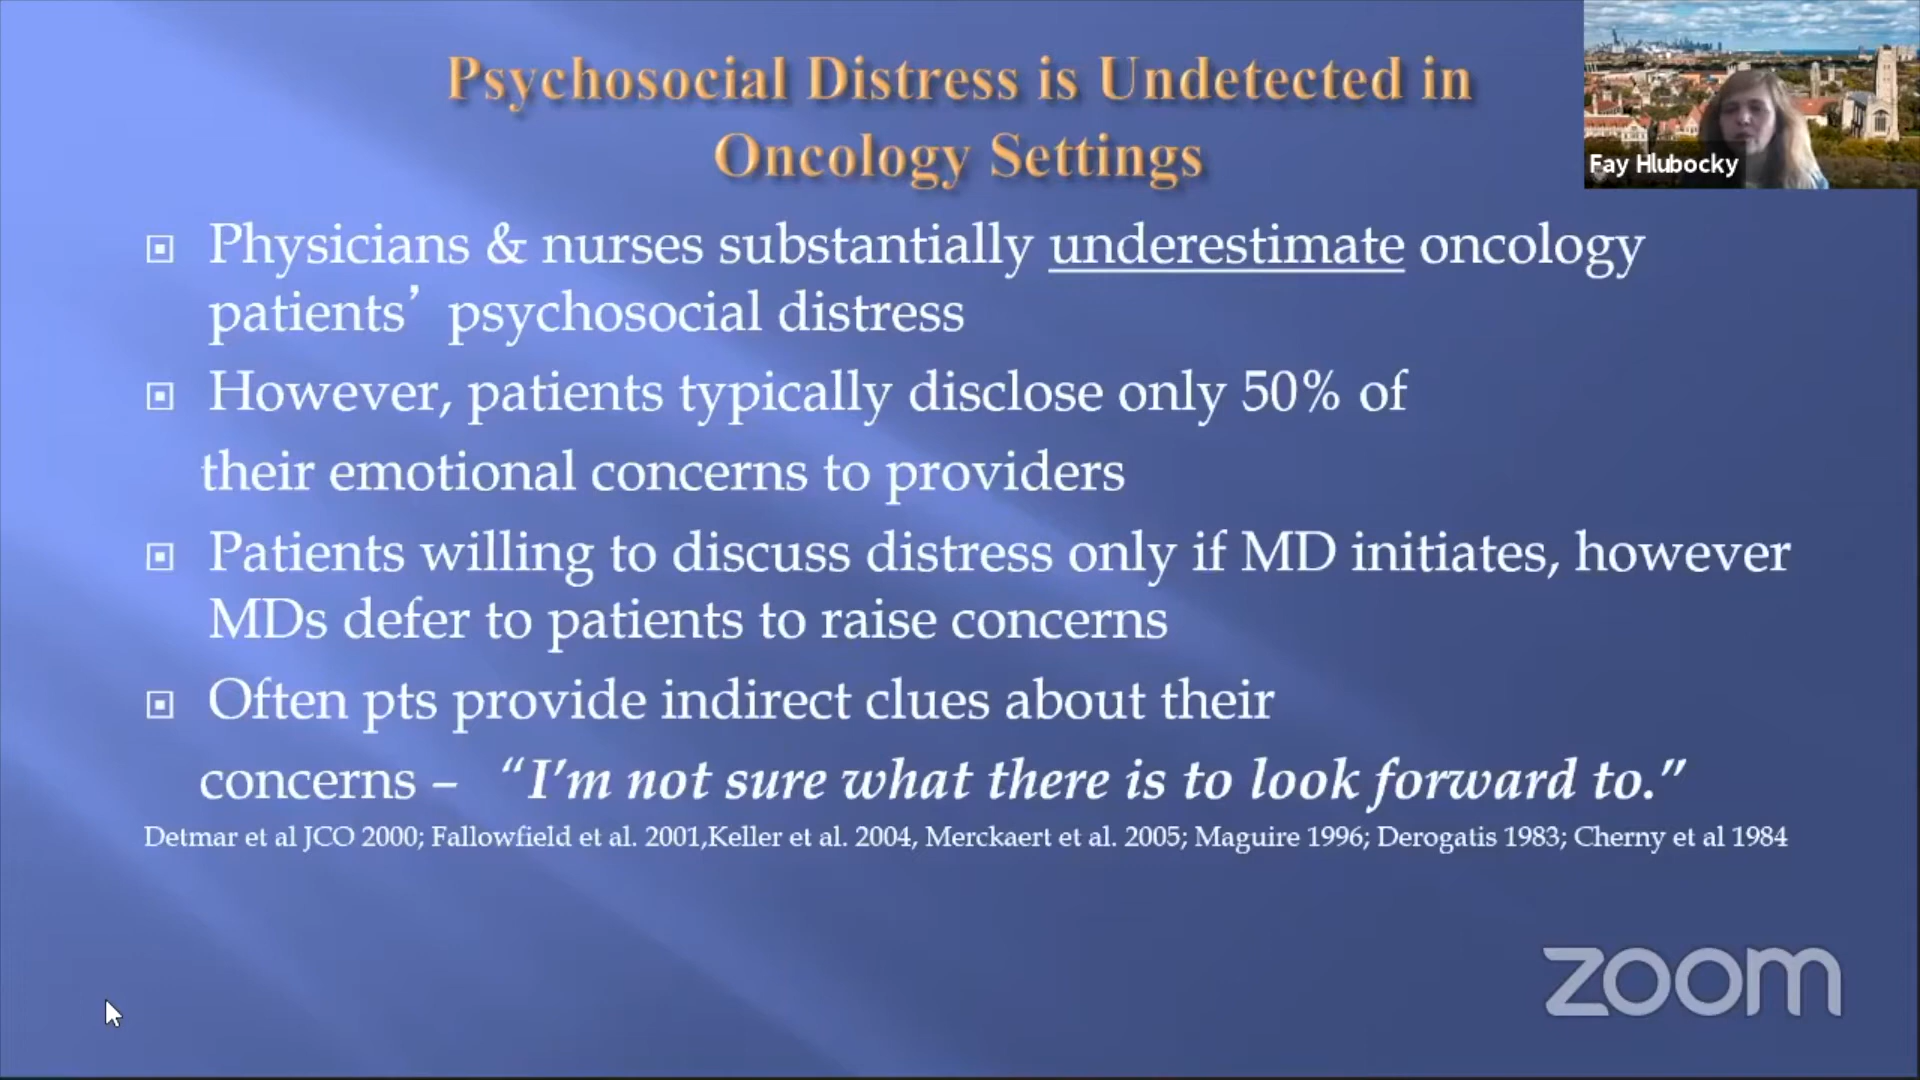 Psychosocial Distress is Undetected in
Oncology Settings
Fay Hlubocky
Physicians & nurses substantially underestimate oncology
patients’ psychosocial distress
However, patients typically disclose only 50% of
their emotional concerns to providers
Patients willing to discuss distress only if MD initiates, however
MDs defer to patients to raise concerns
Often pts provide indirect clues about their
concerns – “I’m not sure what there is to look forward to.”
Detmar et al JCO 2000; Fallowfield et al. 2001,Keller et al. 2004, Merckaert et al. 2005; Maguire 1996; Derogatis 1983; Cherny et al 1984
zoom